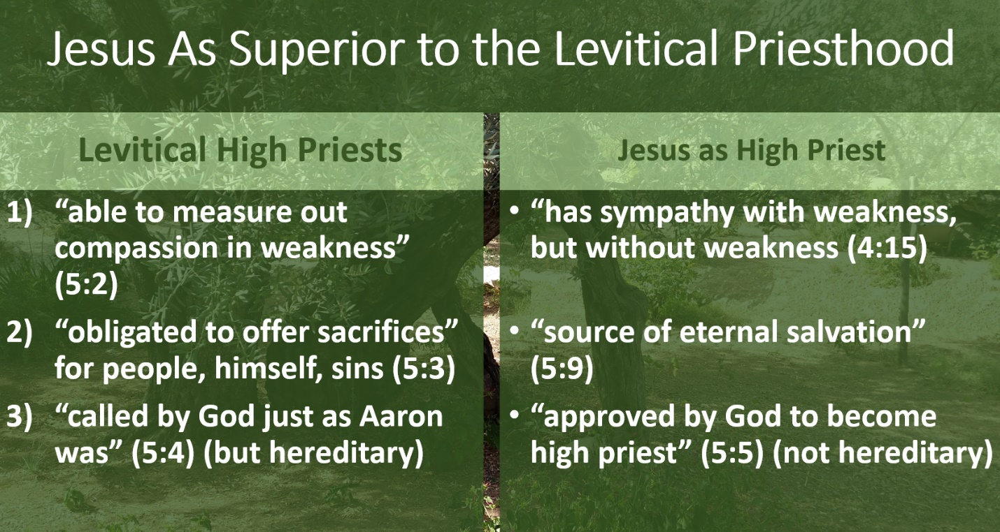 Jesus As Superior to the Levitical Priesthood
Levitical High Priests
1) “able to measure out
compassion in weakness”
(5:2)
2) “obligated to offer sacrifices”
for people, himself, sins (5:3)
3) “called by God just as Aaron
was” (5:4) (but hereditary)
Jesus as High Priest
• “has sympathy with weakness,
but without weakness (4:15)
• “source of eternal salvation”
(5:9)
• “approved by God to become
high priest” (5:5) (not hereditary)